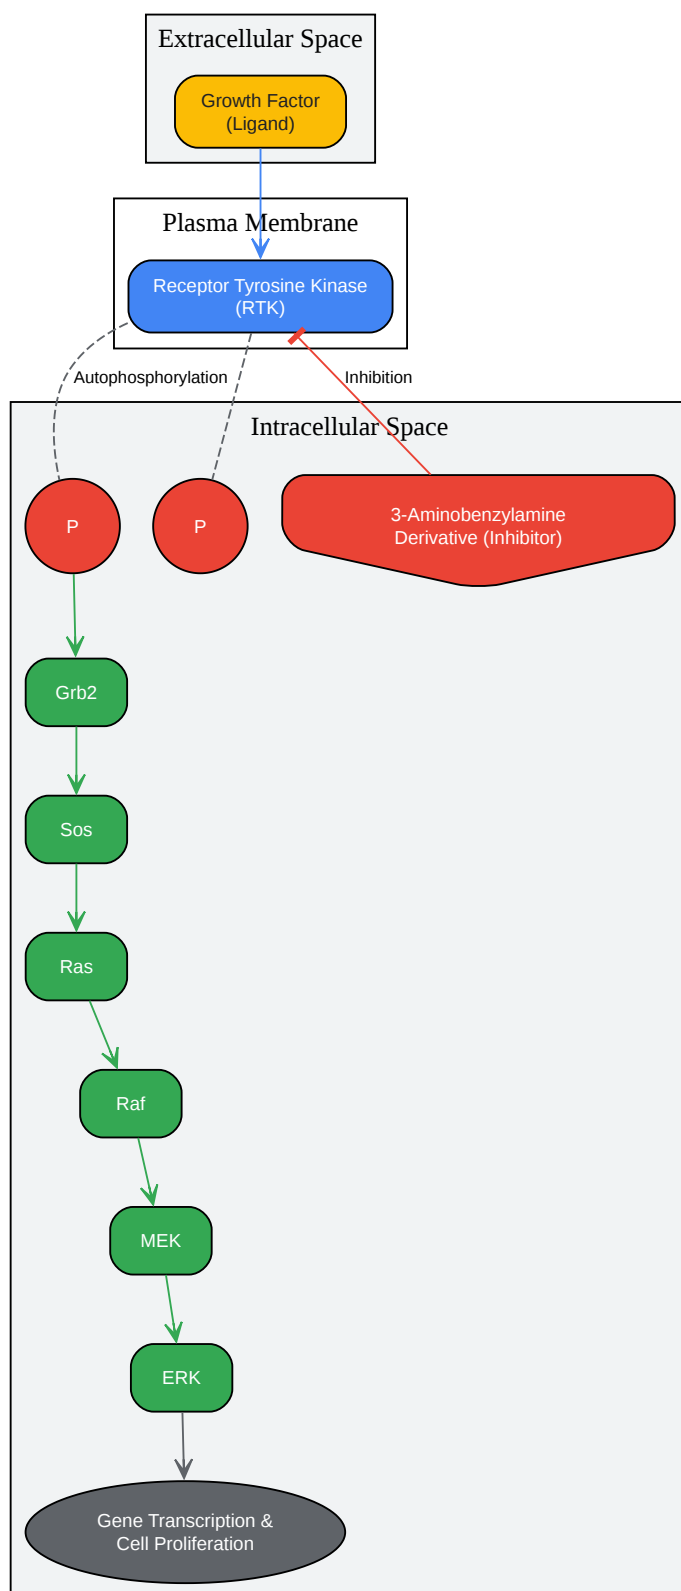 Extracellular Space
Growth Factor
(Ligand)
Plasma Membrane
Receptor Tyrosine Kinase
(RTK)
Autophosphorylation
Inhibition
Intracellular Space
P
P
3-Aminobenzylamine
Derivative (Inhibitor)
Grb2
Sos
Ras
Raf
MEK
ERK
Gene Transcription &
Cell Proliferation